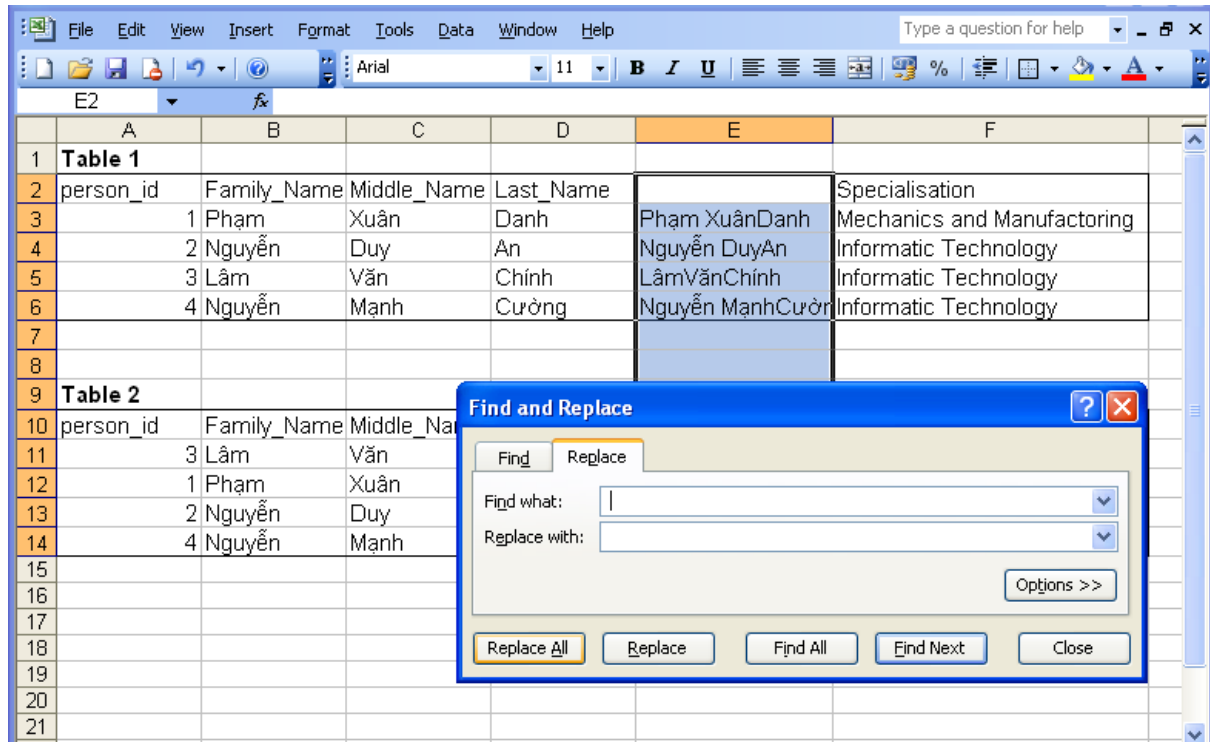 File Edit View Insert Format Tools Data Window Help Type a question for help
Arial 11 B I U % A
E2 fx
A B C D E F
1 Table 1
2 person_id Family_Name Middle_Name Last_Name Specialisation
3 1 Phạm Xuân Danh Phạm XuânDanh Mechanics and Manufactoring
4 2 Nguyễn Duy An Nguyễn DuyAn Informatic Technology
5 3 Lâm Văn Chính LâmVănChính Informatic Technology
6 4 Nguyễn Mạnh Cường Nguyễn MạnhCườn Informatic Technology
7
8
9 Table 2
10 person_id Family_Name Middle_Na
11 3 Lâm Văn
12 1 Phạm Xuân
13 2 Nguyễn Duy
14 4 Nguyễn Mạnh
15
16
17
18
19
20
21
Find and Replace
Find Replace
Find what:
Replace with:
Options >>
Replace All Replace Find All Find Next Close